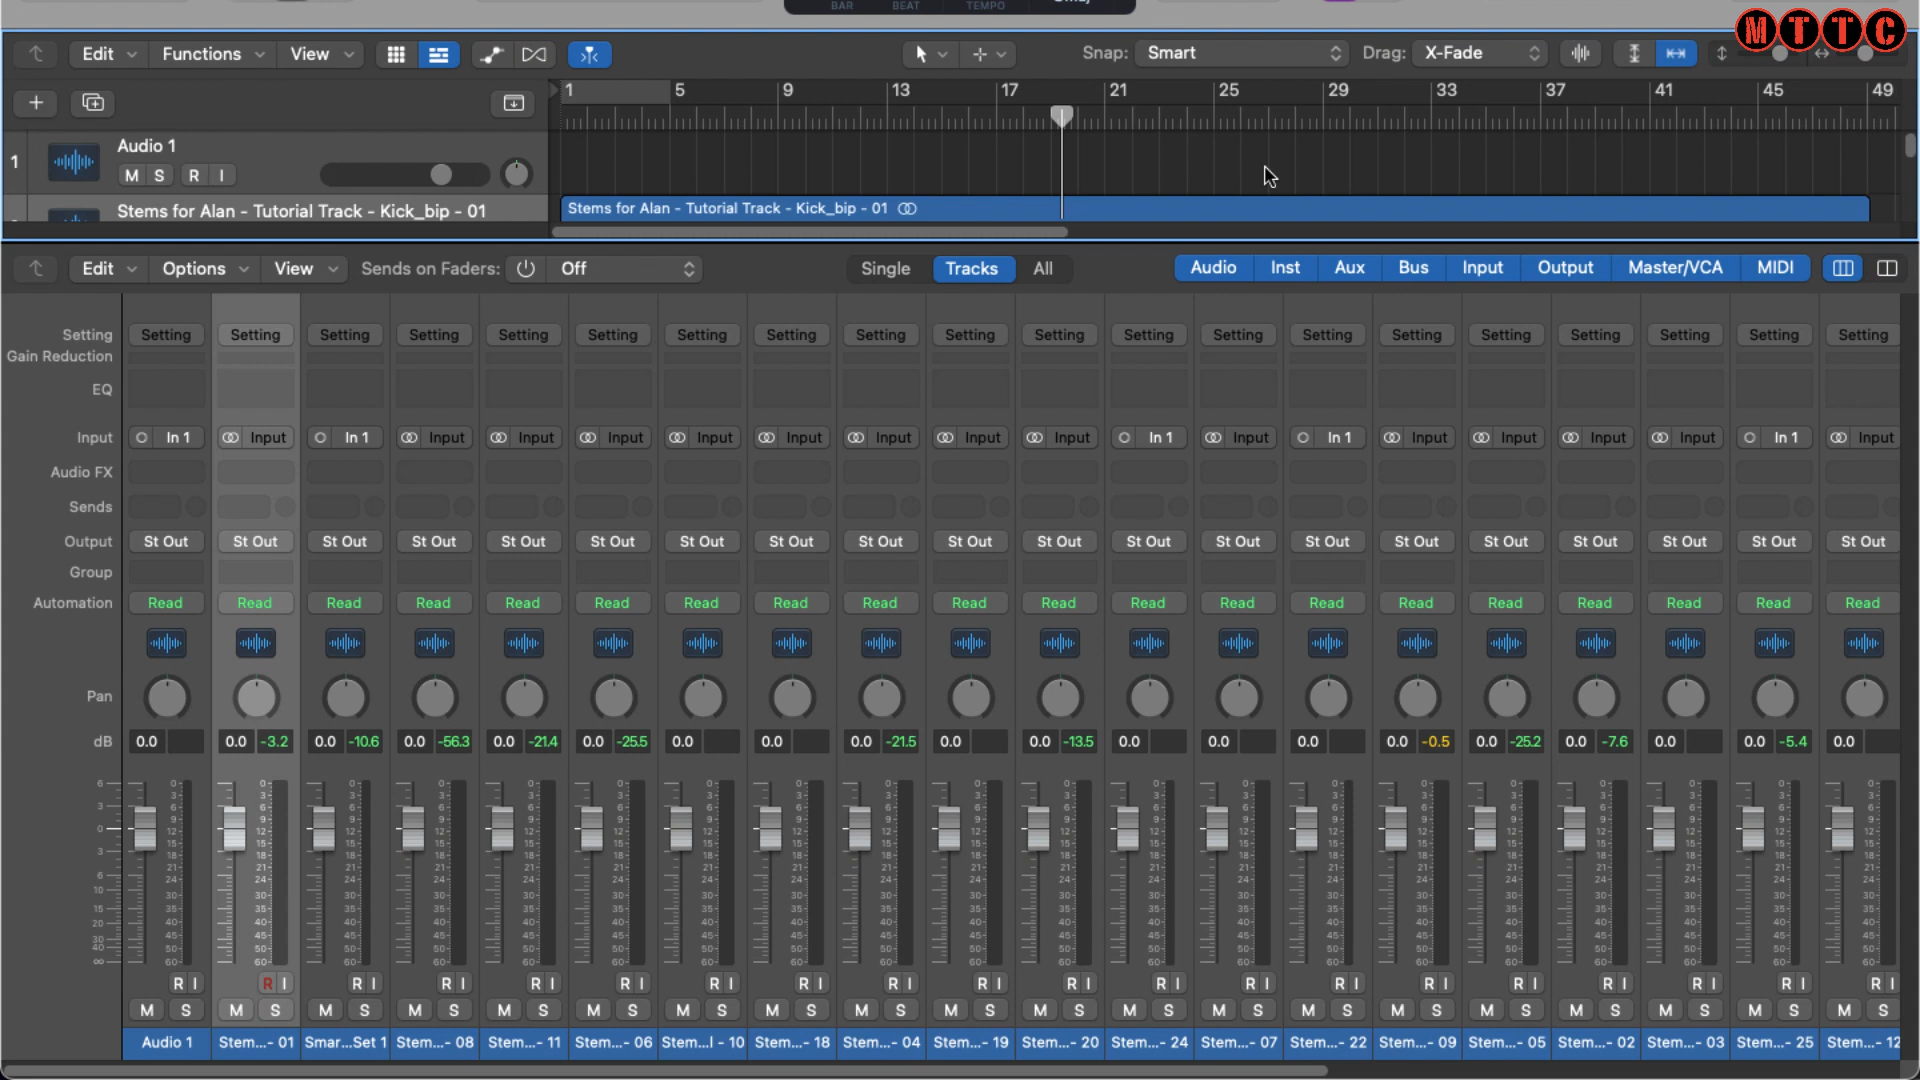 BAR BEAT TEMPO
MTTC
Edit Functions View Snap: Smart Drag: X-Fade
1 5 9 13 17 21 25 29 33 37 41 45 49
1 Audio 1
M S R I
Stems for Alan - Tutorial Track - Kick_bip - 01 Stems for Alan - Tutorial Track - Kick_bip - 01
Edit Options View Sends on Faders: Off Single Tracks All Audio Inst Aux Bus Input Output Master/VCA MIDI
Setting Setting Setting Setting Setting Setting Setting Setting Setting Setting Setting Setting Setting Setting Setting Setting Setting Setting Setting Setting Setting
Gain Reduction
EQ
Input In 1 Input In 1 Input Input Input Input Input Input Input Input In 1 Input In 1 Input Input Input Input In 1 Input
Audio FX
Sends
Output St Out St Out St Out St Out St Out St Out St Out St Out St Out St Out St Out St Out St Out St Out St Out St Out St Out St Out St Out St Out
Group
Automation Read Read Read Read Read Read Read Read Read Read Read Read Read Read Read Read Read Read Read Read
Pan
dB 0.0 0.0 -3.2 0.0 -10.6 0.0 -56.3 0.0 -21.4 0.0 -25.5 0.0 0.0 0.0 -21.5 0.0 0.0 -13.5 0.0 0.0 0.0 0.0 -0.5 0.0 -25.2 0.0 -7.6 0.0 0.0 -5.4 0.0
R I R I R I R I R I R I R I R I R I R I R I R I R I R I R I R I R I R I R I R I
M S M S M S M S M S M S M S M S M S M S M S M S M S M S M S M S M S M S M S M S
Audio 1 Stem...- 01 Smar...Set 1 Stem...- 08 Stem...- 11 Stem...- 06 Stem...l - 10 Stem...- 18 Stem...- 04 Stem...- 19 Stem...- 20 Stem...- 24 Stem...- 07 Stem...- 22 Stem...- 09 Stem...- 05 Stem...- 02 Stem...- 03 Stem...- 25 Stem...- 12